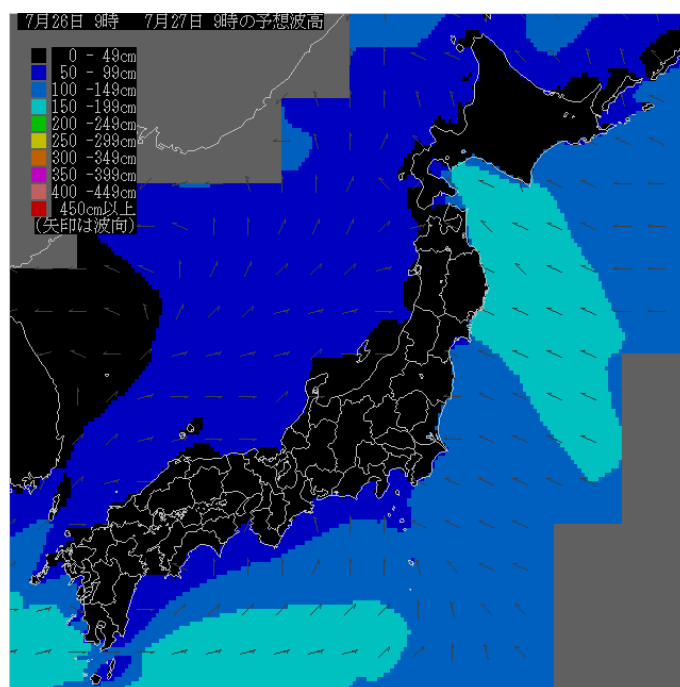 7月26日 9時 7月27日 9時の予想波高
0 - 49cm
50 - 99cm
100 -149cm
150 -199cm
200 -249cm
250 -299cm
300 -349cm
350 -399cm
400 -449cm
450cm以上
(矢印は波向)